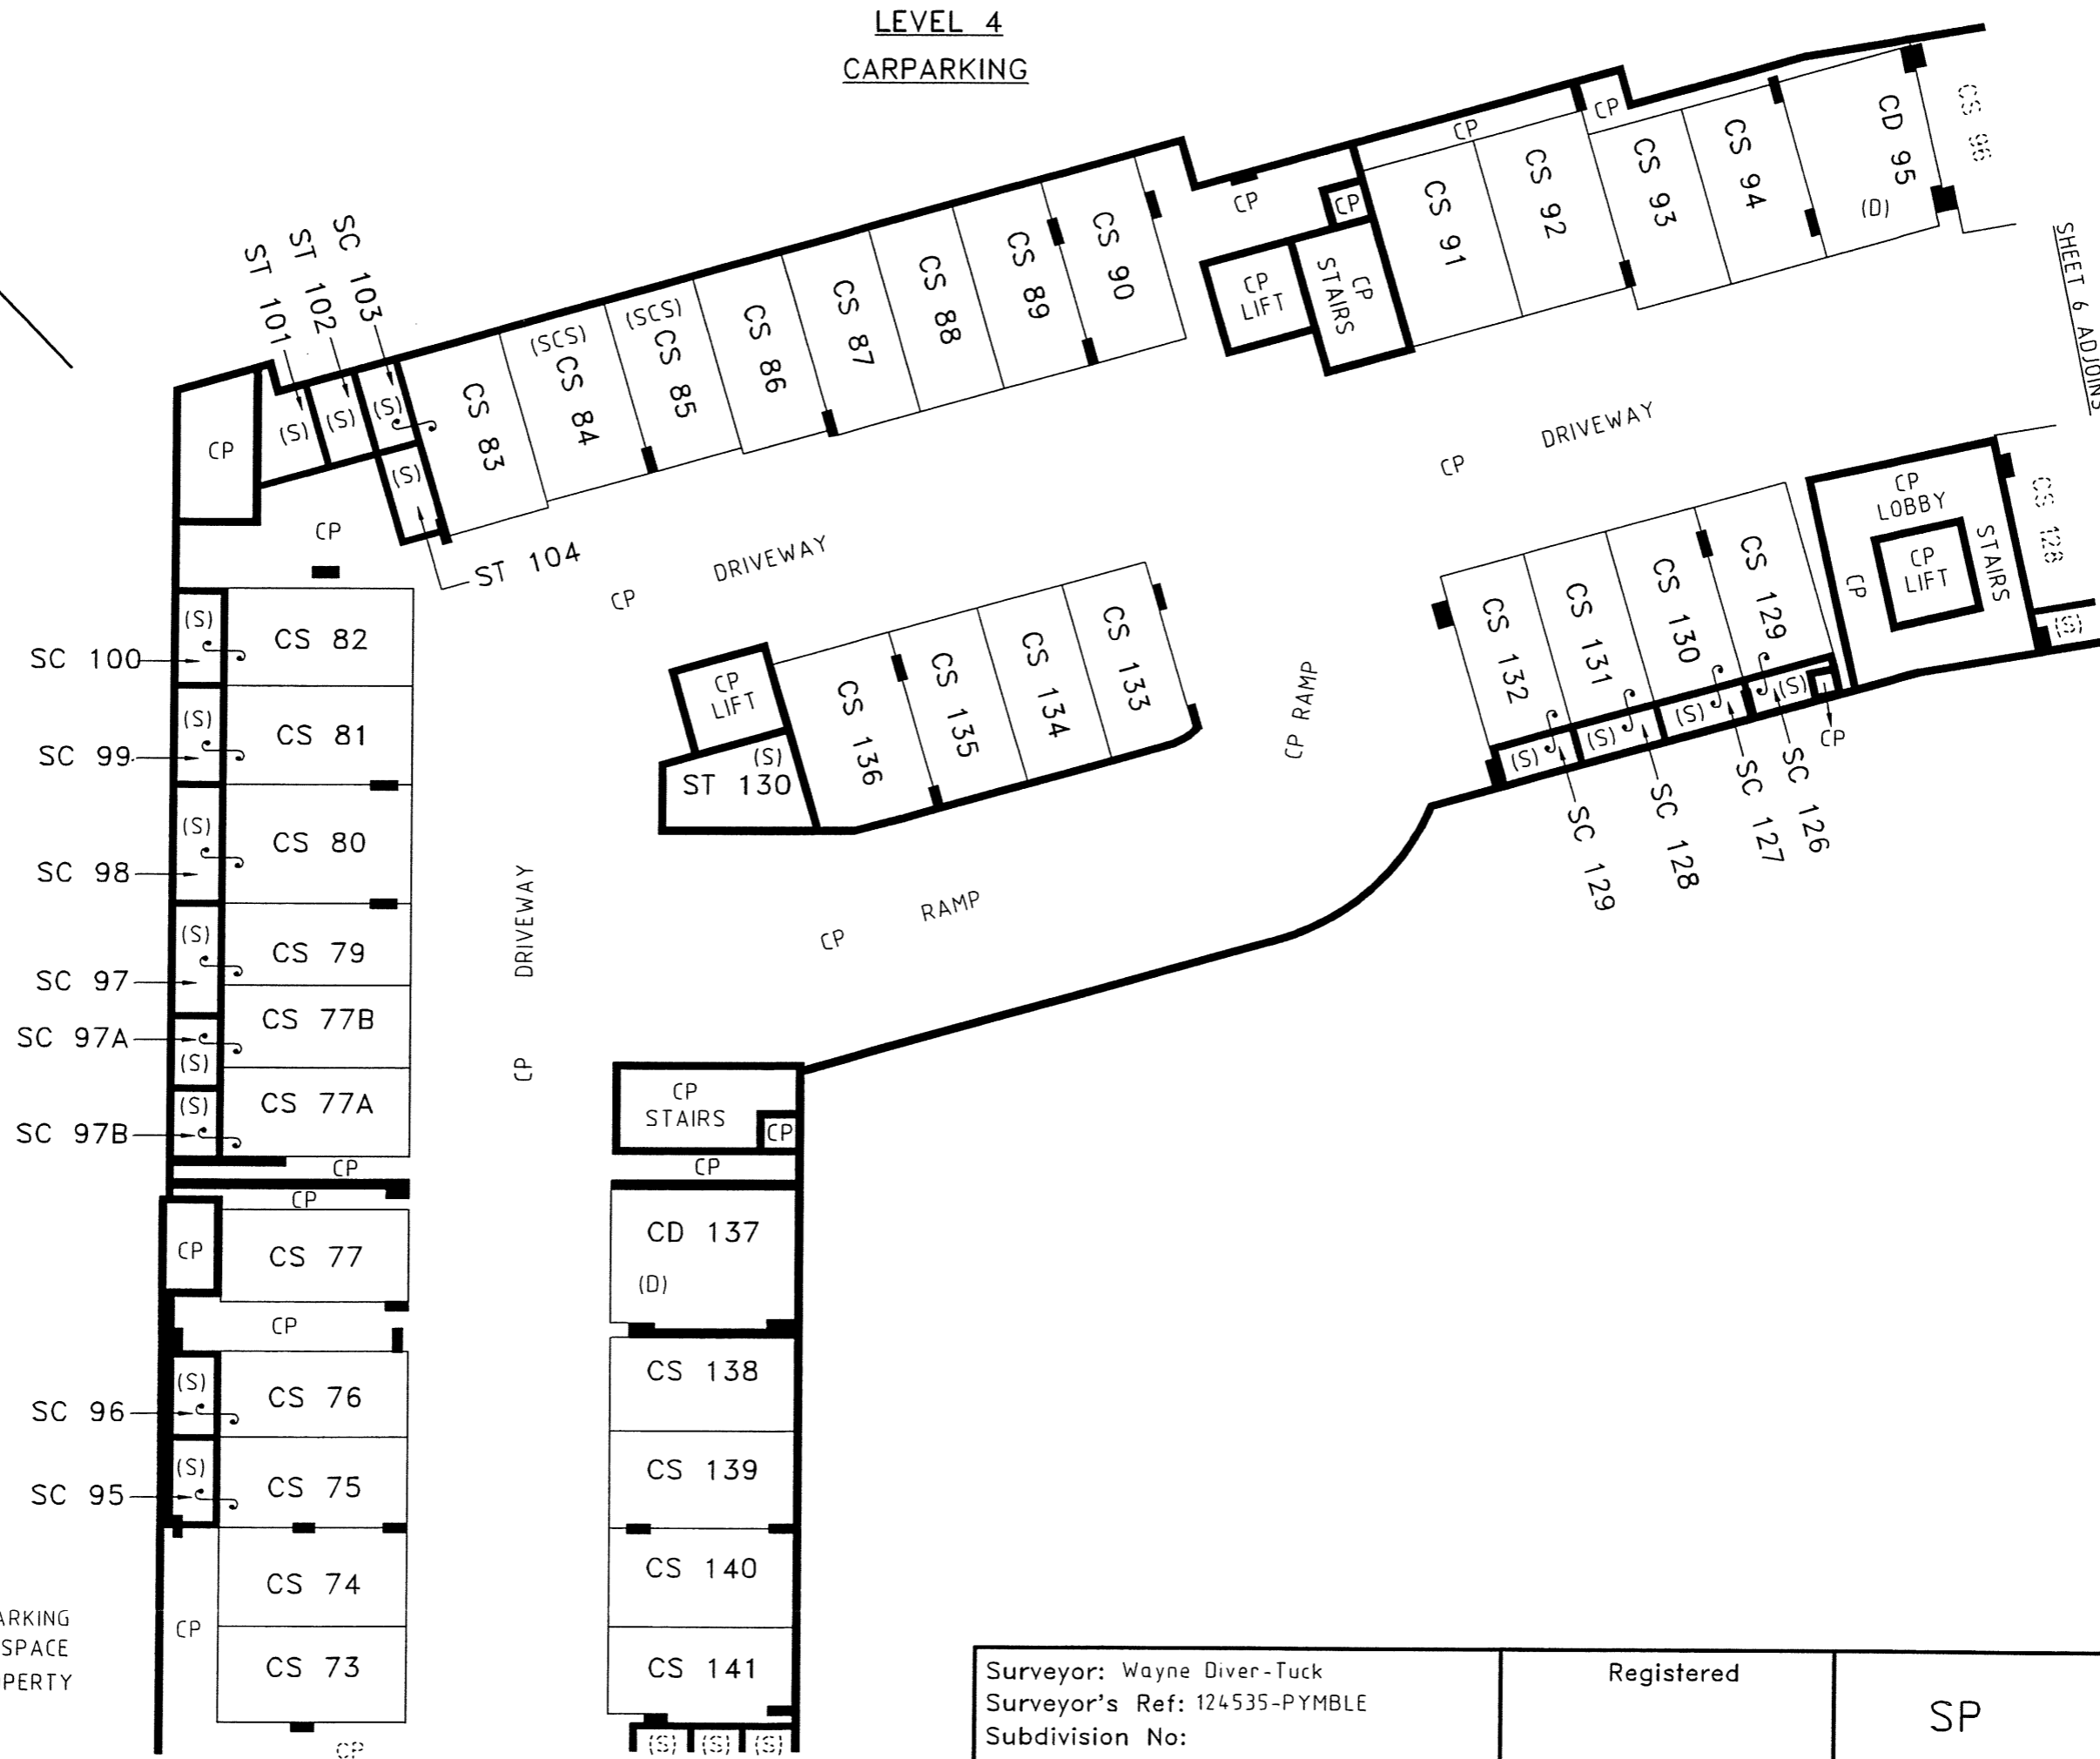 LEVEL 4
CARPARKING
CP
CS 91
CS 92
CP
CS 93
CS 94
CD 95
(D)
CS 96
SHEET 6 ADJOINS
ST 101
ST 102
SC 103
(S)
(S)
(S)
(S)
ST 104
CP
CP
CS 83
(SCS)
CS 84
(SCS)
CS 85
CS 86
CS 87
CS 88
CS 89
CS 90
CP
CP
CP
LIFT
CP
STAIRS
DRIVEWAY
CP
DRIVEWAY
CP
CP
LOBBY
CP
LIFT
STAIRS
CP
CS 128
(S)
CS 129
CS 130
CS 131
CS 132
(S)
(S)
(S)
(S)
CP
SC 126
SC 127
SC 128
SC 129
CP RAMP
CS 133
CS 134
CS 135
CS 136
CP
LIFT
(S)
ST 130
RAMP
CP
DRIVEWAY
CP
SC 100
(S)
CS 82
SC 99
(S)
CS 81
SC 98
(S)
CS 80
SC 97
(S)
CS 79
SC 97A
(S)
CS 77B
SC 97B
(S)
CS 77A
CP
CP
CP
CS 77
CP
SC 96
(S)
CS 76
SC 95
(S)
CS 75
CS 74
CP
CS 73
CP
CP
STAIRS
CP
CP
CD 137
(D)
CS 138
CS 139
CS 140
CS 141
(S) (S) (S)
ARKING
SPACE
PERTY
Surveyor: Wayne Diver-Tuck
Surveyor's Ref: 124535-PYMBLE
Subdivision No:
Registered
SP